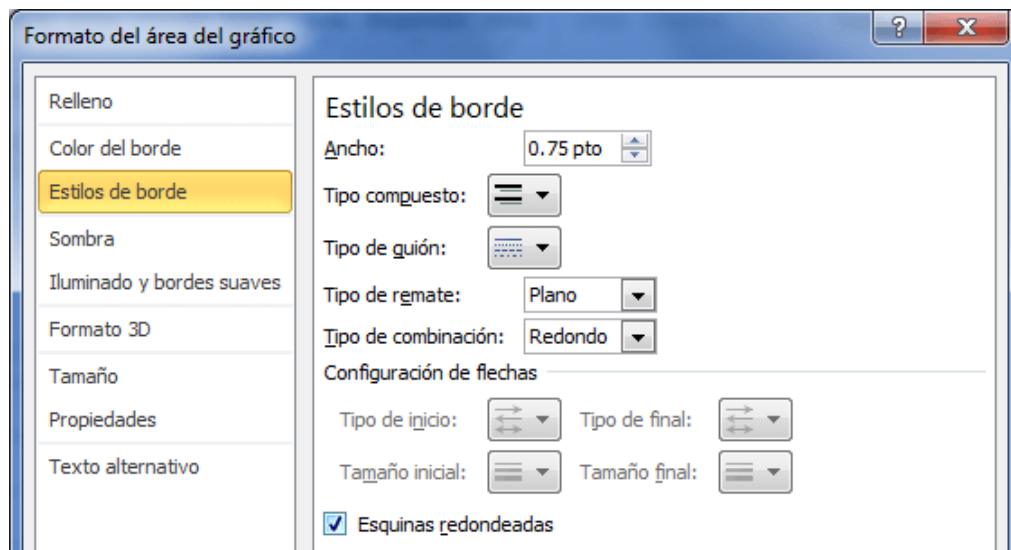 Formato del área del gráfico
Relleno
Color del borde
Estilos de borde
Sombra
Iluminado y bordes suaves
Formato 3D
Tamaño
Propiedades
Texto alternativo
Estilos de borde
Ancho: 0.75 pto
Tipo compuesto:
Tipo de guión:
Tipo de remate: Plano
Tipo de combinación: Redondo
Configuración de flechas
Tipo de inicio: Tipo de final:
Tamaño inicial: Tamaño final:
Esquinas redondeadas